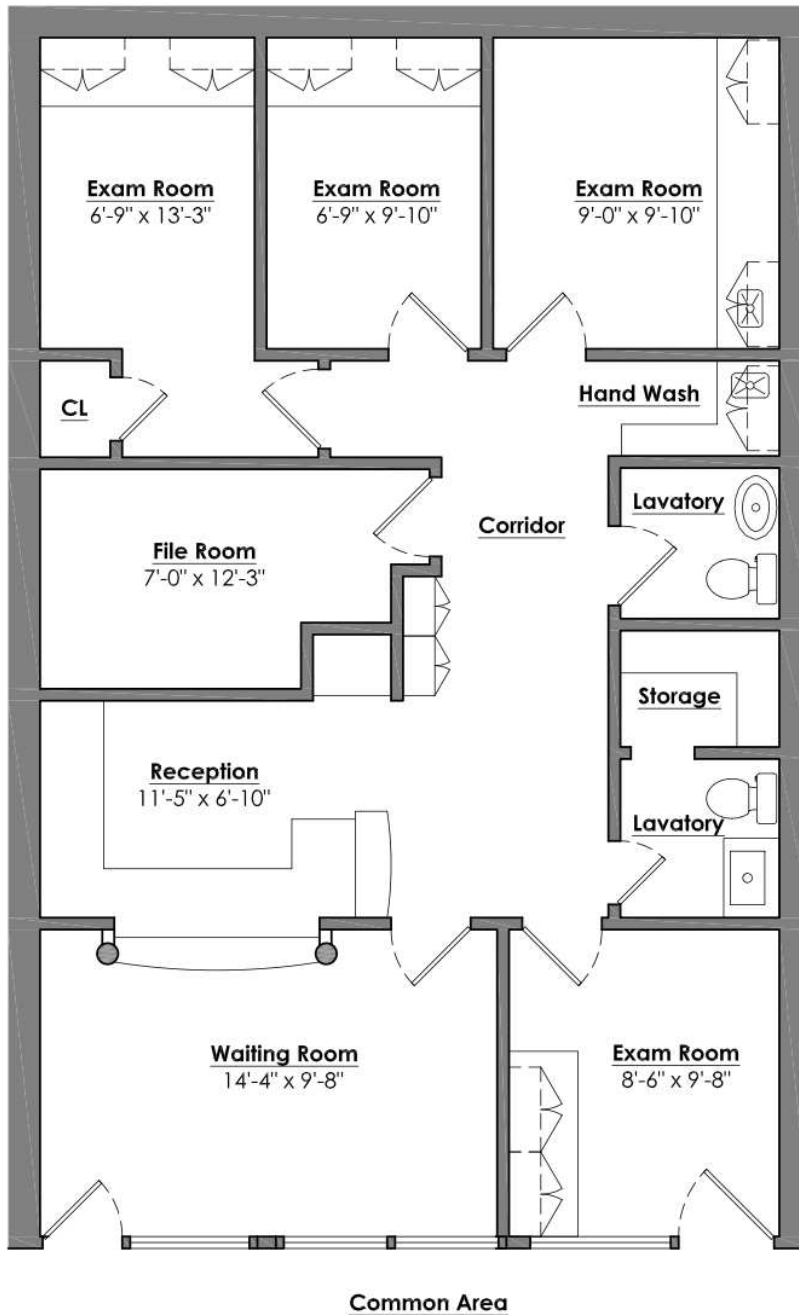 Exam Room
6'-9" x 13'-3"
Exam Room
6'-9" x 9'-10"
Exam Room
9'-0" x 9'-10"
CL
Hand Wash
File Room
7'-0" x 12'-3"
Corridor
Lavatory
Storage
Reception
11'-5" x 6'-10"
Lavatory
Waiting Room
14'-4" x 9'-8"
Exam Room
8'-6" x 9'-8"
Common Area